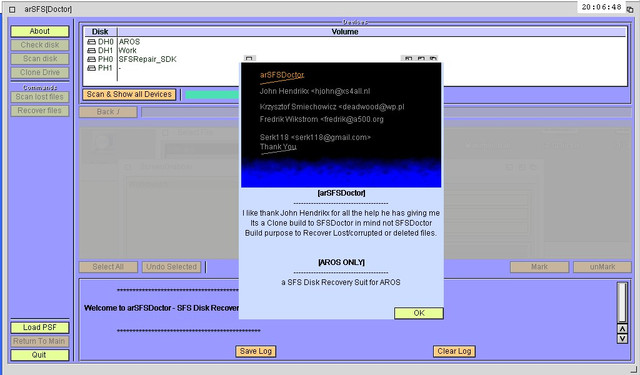 arSFS[Doctor]
20:06:48
About
Check disk
Scan disk
Clone Drive
Commands
Scan lost files
Recover files
Load PSF
Return To Main
Quit
Devices
Disk Volume
DH0 AROS
DH1 Work
PH0 SFSRepair_SDK
PH1 -
Scan & Show all Devices
Back /
Select All
Undo Selected
Mark
unMark
arSFSDoctor
John Hendrikx <hjohn@xs4all.nl
Krzysztof Smiechowicz <deadwood@wp.pl
Fredrik Wikstrom <fredrik@a500.org
Serk118 <serk118@gmail.com>
Thank You
[arSFSDoctor]
--------------------------------------
I like thank John Hendrikx for all the help he has giving me
Its a Clone build to SFSDoctor in mind not SFSDoctor
Build purpose to Recover Lost/corrupted or deleted files.
[AROS ONLY]
--------------------------------------
a SFS Disk Recovery Suit for AROS
OK
Welcome to arSFSDoctor - SFS Disk Recover
Save Log
Clear Log